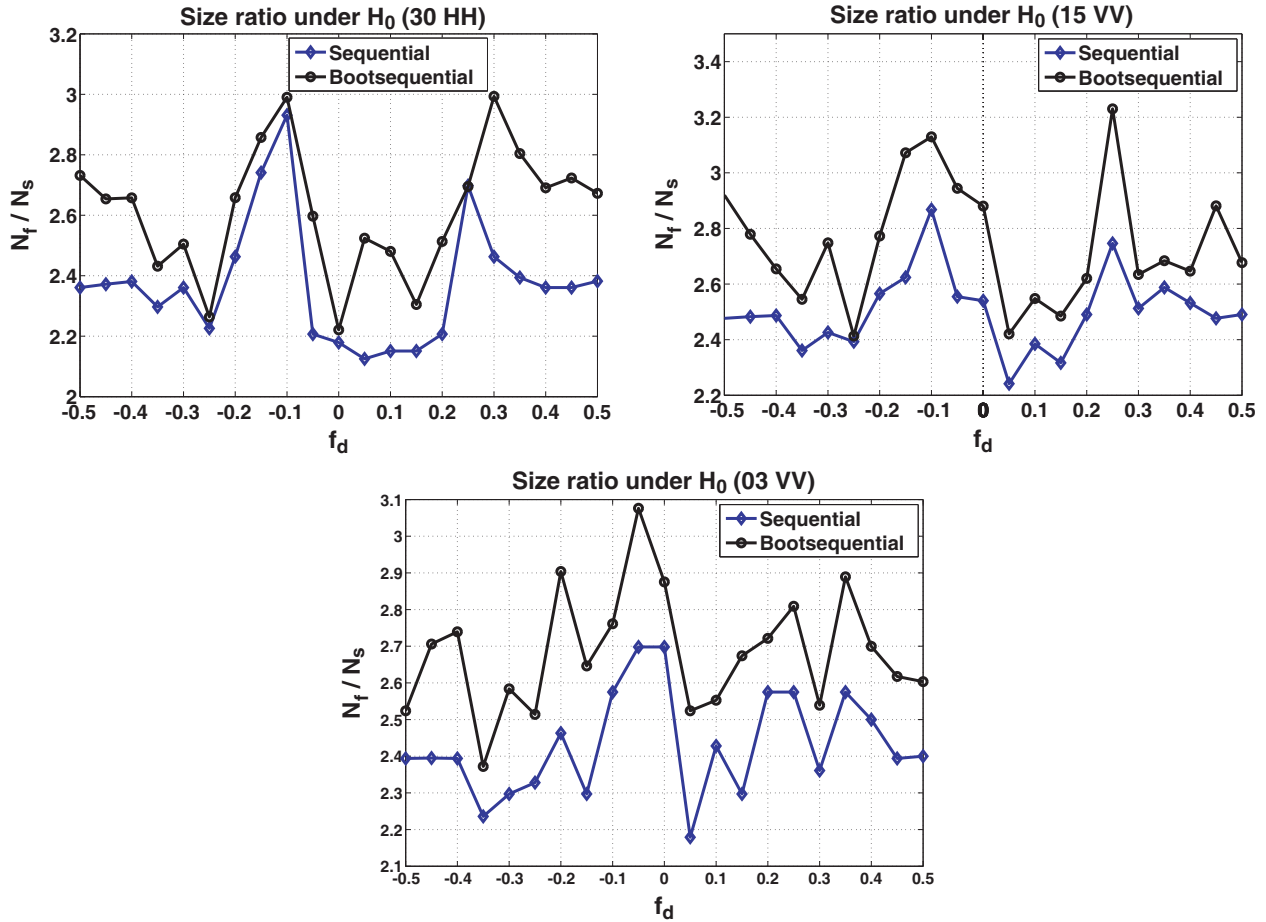 Size ratio under H0 (30 HH)
Sequential
Bootsequential
3.2
3
2.8
2.6
2.4
2.2
2
Nf / Ns
-0.5 -0.4 -0.3 -0.2 -0.1 0 0.1 0.2 0.3 0.4 0.5
fd
Size ratio under H0 (15 VV)
Sequential
Bootsequential
3.4
3.2
3
2.8
2.6
2.4
2.2
Nf / Ns
-0.5 -0.4 -0.3 -0.2 -0.1 0 0.1 0.2 0.3 0.4 0.5
fd
Size ratio under H0 (03 VV)
Sequential
Bootsequential
3.1
3
2.9
2.8
2.7
2.6
2.5
2.4
2.3
2.2
2.1
Nf / Ns
-0.5 -0.4 -0.3 -0.2 -0.1 0 0.1 0.2 0.3 0.4 0.5
fd